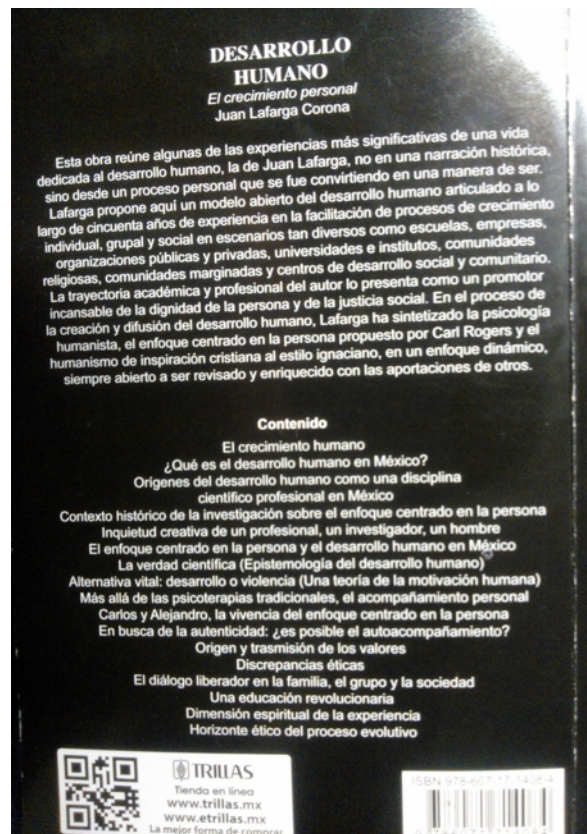 DESARROLLO
HUMANO
El crecimiento personal
Juan Lafarga Corona
Esta obra reúne algunas de las experiencias más significativas de una vida
dedicada al desarrollo humano, la de Juan Lafarga, no en una narración histórica,
sino desde un proceso personal que se fue convirtiendo en una manera de ser.
Lafarga propone aquí un modelo abierto del desarrollo humano articulado a lo
largo de cincuenta años de experiencia en la facilitación de procesos de crecimiento
individual, grupal y social en escenarios tan diversos como escuelas, empresas,
organizaciones públicas y privadas, universidades e institutos, comunidades
religiosas, comunidades marginadas y centros de desarrollo social y comunitario.
La trayectoria académica y profesional del autor lo presenta como un promotor
incansable de la dignidad de la persona y de la justicia social. En el proceso de
la creación y difusión del desarrollo humano, Lafarga ha sintetizado la psicología
humanista, el enfoque centrado en la persona propuesto por Carl Rogers y el
humanismo de inspiración cristiana al estilo ignaciano, en un enfoque dinámico,
siempre abierto a ser revisado y enriquecido con las aportaciones de otros.
Contenido
El crecimiento humano
¿Qué es el desarrollo humano en México?
Orígenes del desarrollo humano como una disciplina
científico profesional en México
Contexto histórico de la investigación sobre el enfoque centrado en la persona
Inquietud creativa de un profesional, un investigador, un hombre
El enfoque centrado en la persona y el desarrollo humano en México
La verdad científica (Epistemología del desarrollo humano)
Alternativa vital: desarrollo o violencia (Una teoría de la motivación humana)
Más allá de las psicoterapias tradicionales, el acompañamiento personal
Carlos y Alejandro, la vivencia del enfoque centrado en la persona
En busca de la autenticidad: ¿es posible el autoacompañamiento?
Origen y trasmisión de los valores
Discrepancias éticas
El diálogo liberador en la familia, el grupo y la sociedad
Una educación revolucionaria
Dimensión espiritual de la experiencia
Horizonte ético del proceso evolutivo
TRILLAS
Tienda en línea
www.trillas.mx
www.etrillas.mx
La mejor forma de comprar
ISBN 978-607-17-1408-4